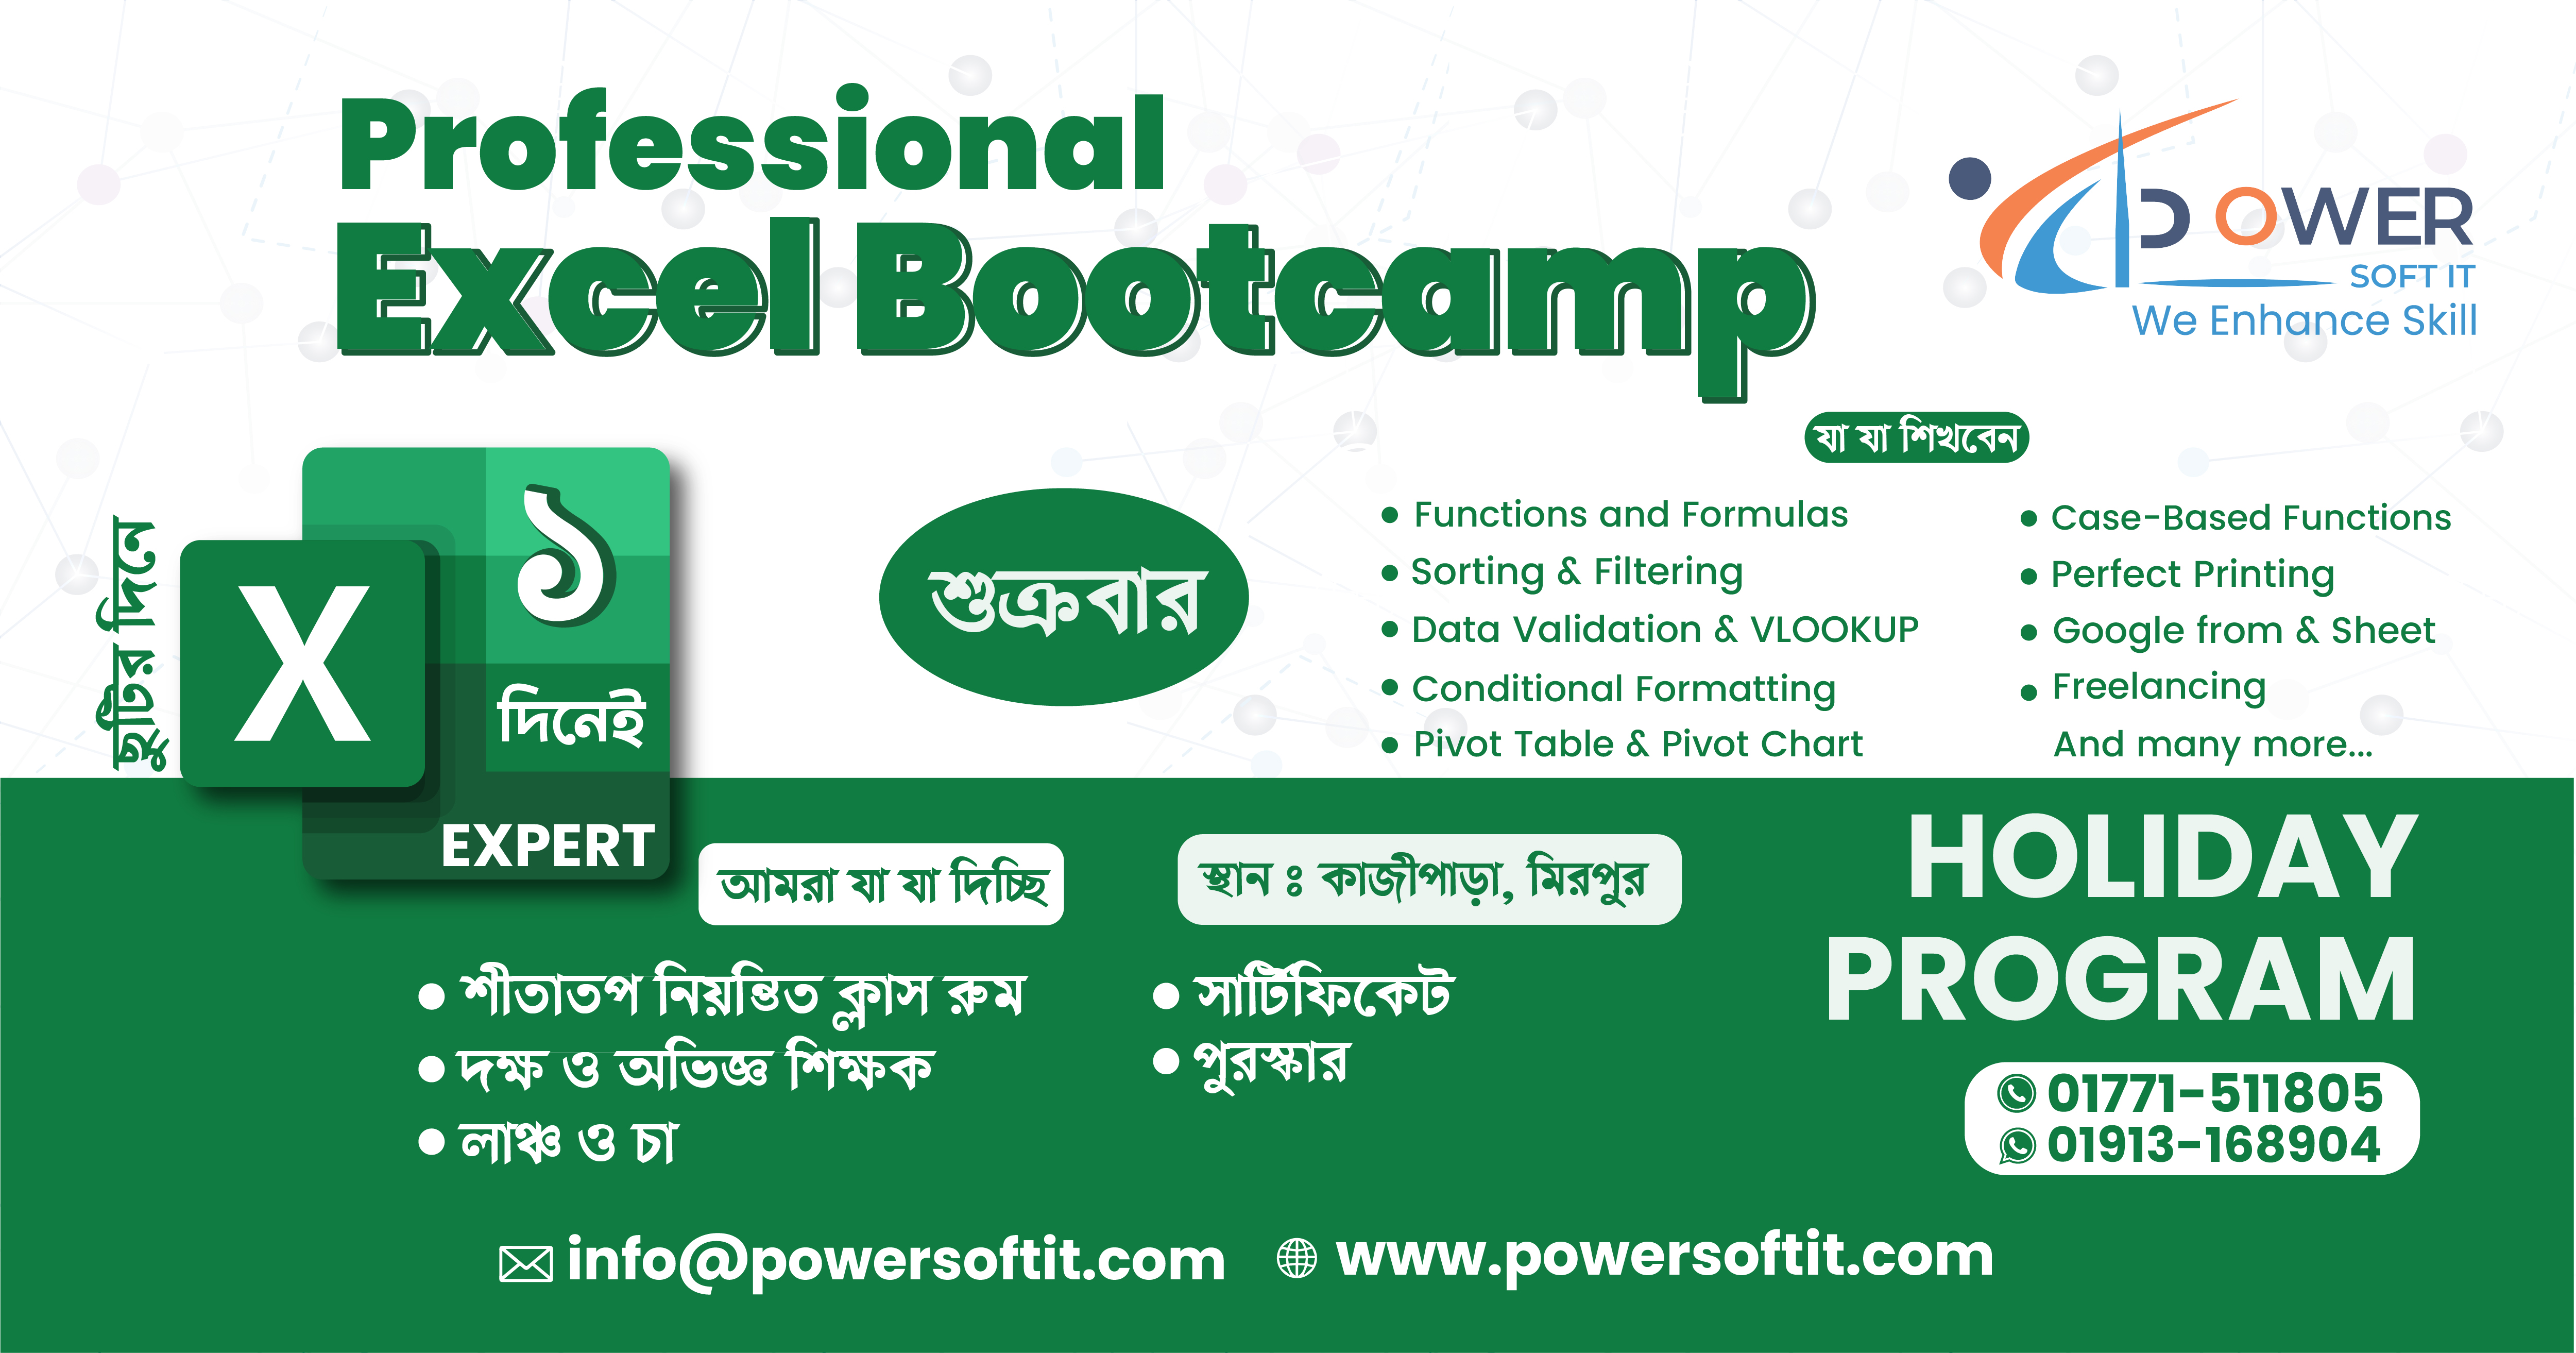 Professional
Excel Bootcamp
POWER
SOFT IT
We Enhance Skill
ছুটির দিনে
X
১
দিনেই
EXPERT
শুক্রবার
যা যা শিখবেন
Functions and Formulas
Sorting & Filtering
Data Validation & VLOOKUP
Conditional Formatting
Pivot Table & Pivot Chart
Case-Based Functions
Perfect Printing
Google from & Sheet
Freelancing
And many more...
আমরা যা যা দিচ্ছি
শীতাতপ নিয়ন্ত্রিত ক্লাস রুম
দক্ষ ও অভিজ্ঞ শিক্ষক
লাঞ্চ ও চা
স্থান ঃ কাজীপাড়া, মিরপুর
সার্টিফিকেট
পুরস্কার
HOLIDAY
PROGRAM
01771-511805
01913-168904
info@powersoftit.com
www.powersoftit.com